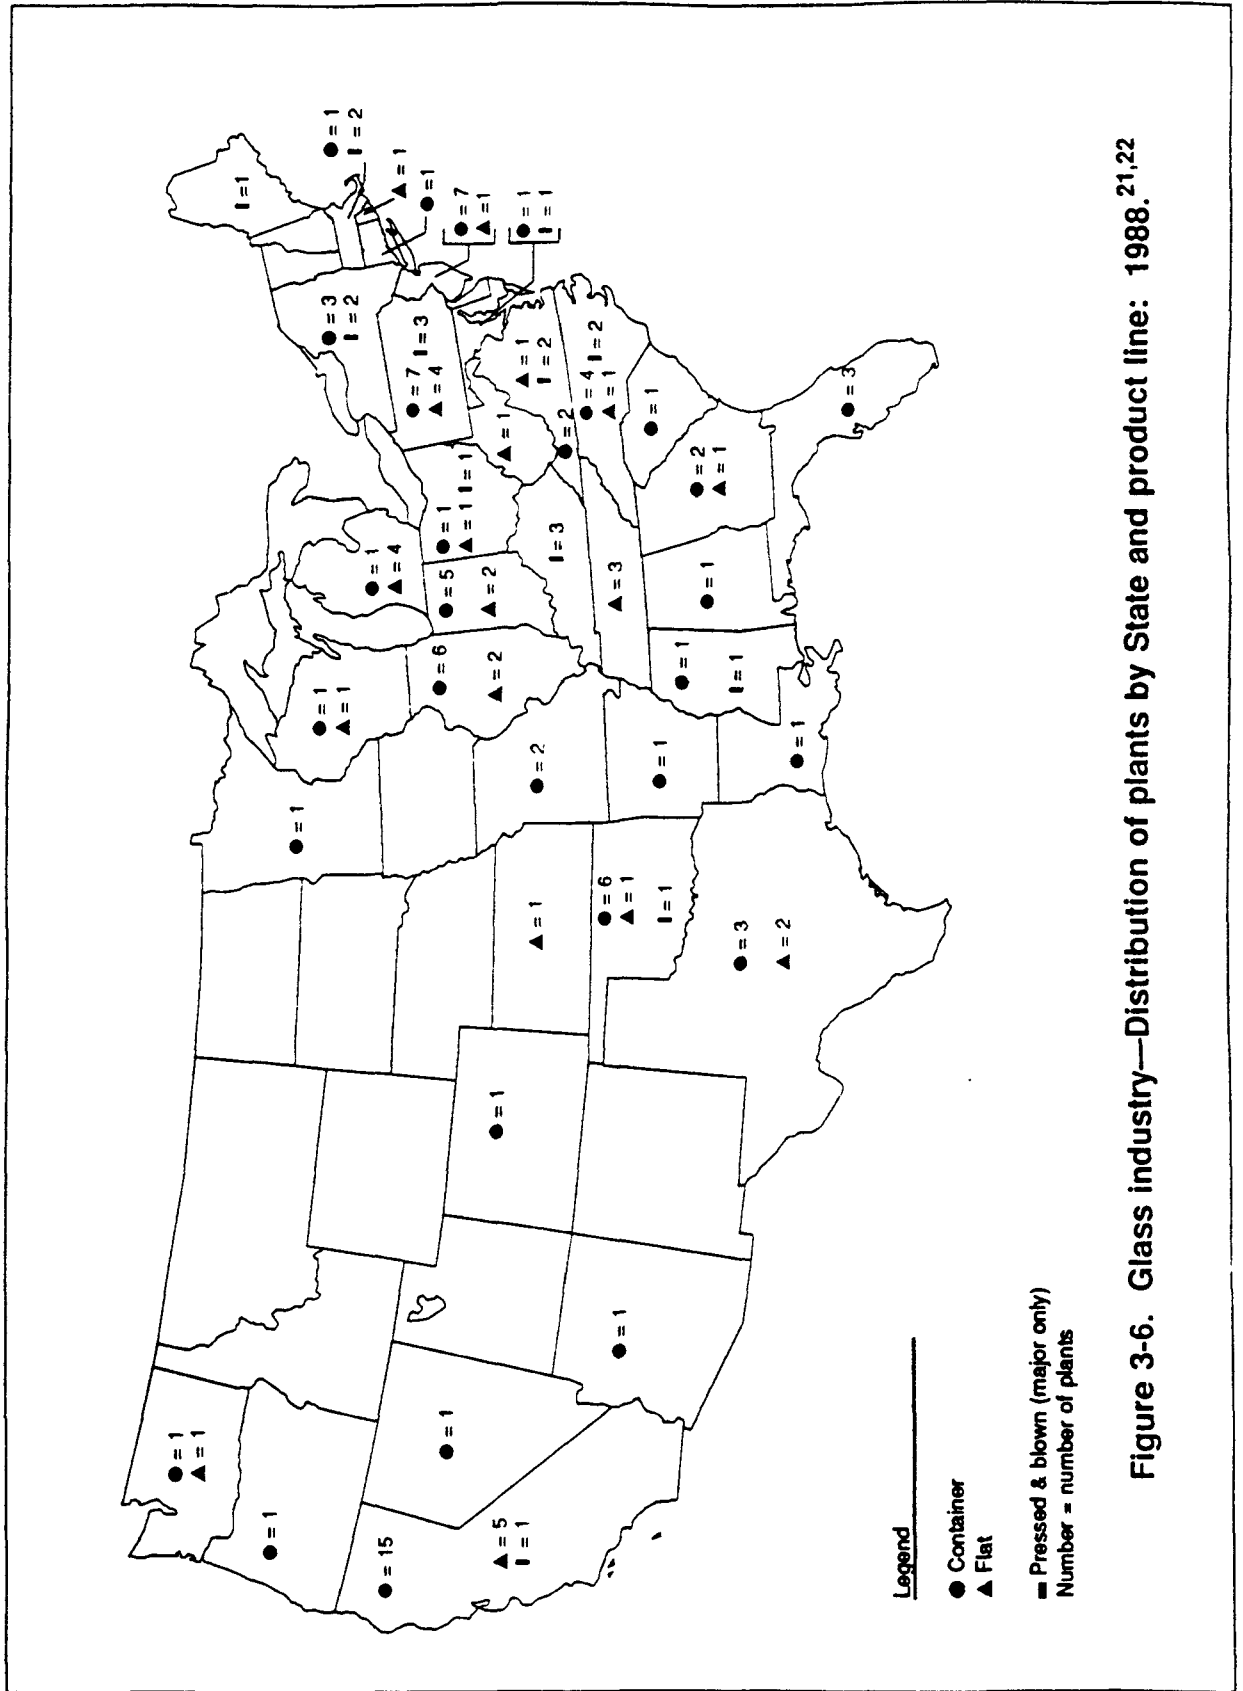 ● = 1
▲ = 1
● = 1
● = 15
▲ = 5
▬ = 1
● = 1
● = 1
● = 1
▲ = 1
● = 6
▲ = 1
▬ = 1
● = 3
▲ = 2
● = 1
● = 2
● = 1
● = 1
● = 1
▲ = 1
● = 6
▲ = 2
● = 1
▲ = 4
● = 5
▲ = 2
● = 1
▲ = 1 ▬ = 1
▬ = 3
▲ = 3
● = 1
▬ = 1
● = 1
● = 2
▲ = 1
● = 3
● = 1
● = 4
▲ = 1 ▬ = 2
● = 2
▲ = 1
▬ = 2
▲ = 1
● = 7 ▬ = 3
▲ = 4
● = 3
▬ = 2
▬ = 1
● = 1
▬ = 2
▲ = 1
● = 1
● = 7
▲ = 1
● = 1
▬ = 1
Legend
● Container
▲ Flat
▬ Pressed & blown (major only)
Number = number of plants
Figure 3-6. Glass industry—Distribution of plants by State and product line: 1988.21,22